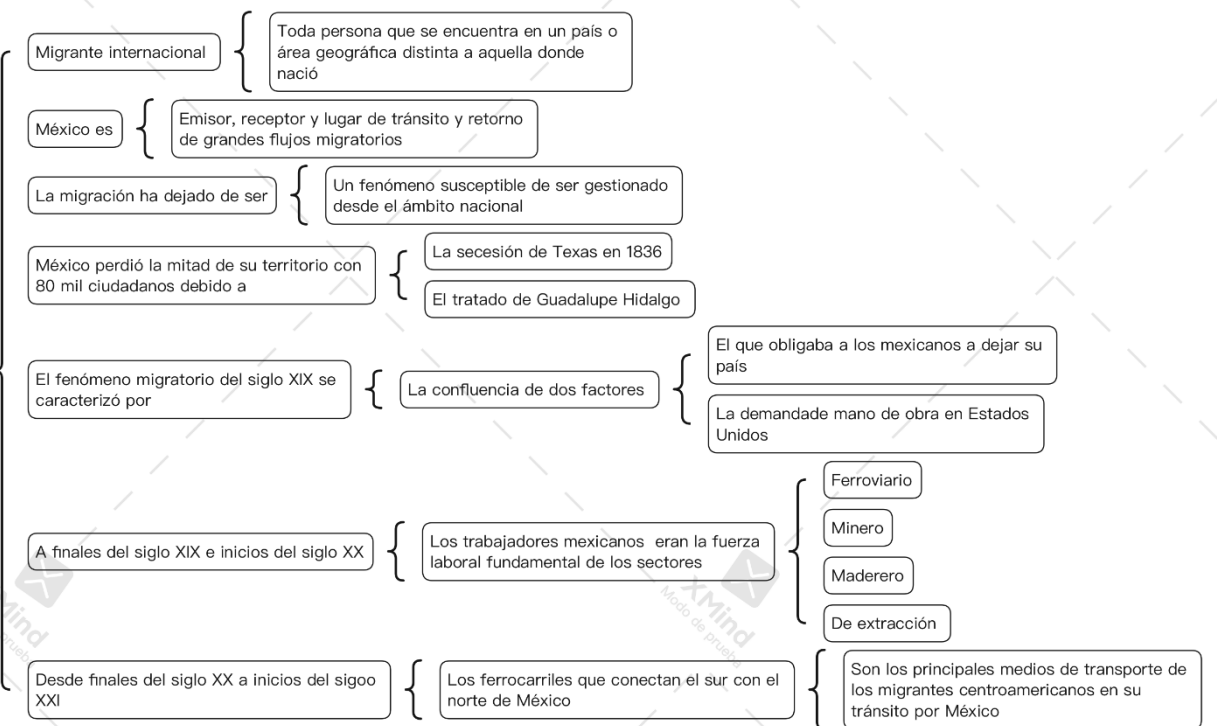 Migrante internacional
Toda persona que se encuentra en un país o
área geográfica distinta a aquella donde
nació
México es
Emisor, receptor y lugar de tránsito y retorno
de grandes flujos migratorios
La migración ha dejado de ser
Un fenómeno susceptible de ser gestionado
desde el ámbito nacional
México perdió la mitad de su territorio con
80 mil ciudadanos debido a
La secesión de Texas en 1836
El tratado de Guadalupe Hidalgo
El fenómeno migratorio del siglo XIX se
caracterizó por
La confluencia de dos factores
El que obligaba a los mexicanos a dejar su
país
La demandade mano de obra en Estados
Unidos
A finales del siglo XIX e inicios del siglo XX
Los trabajadores mexicanos eran la fuerza
laboral fundamental de los sectores
Ferroviario
Minero
Maderero
De extracción
Desde finales del siglo XX a inicios del sigoo
XXI
Los ferrocarriles que conectan el sur con el
norte de México
Son los principales medios de transporte de
los migrantes centroamericanos en su
tránsito por México
XMind
Modo de prueba